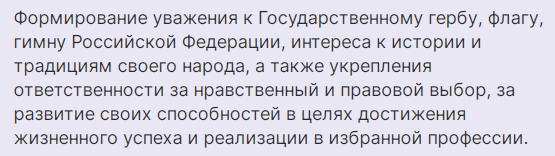 Формирование уважения к Государственному гербу, флагу,
гимну Российской Федерации, интереса к истории и
традициям своего народа, а также укрепления
ответственности за нравственный и правовой выбор, за
развитие своих способностей в целях достижения
жизненного успеха и реализации в избранной профессии.